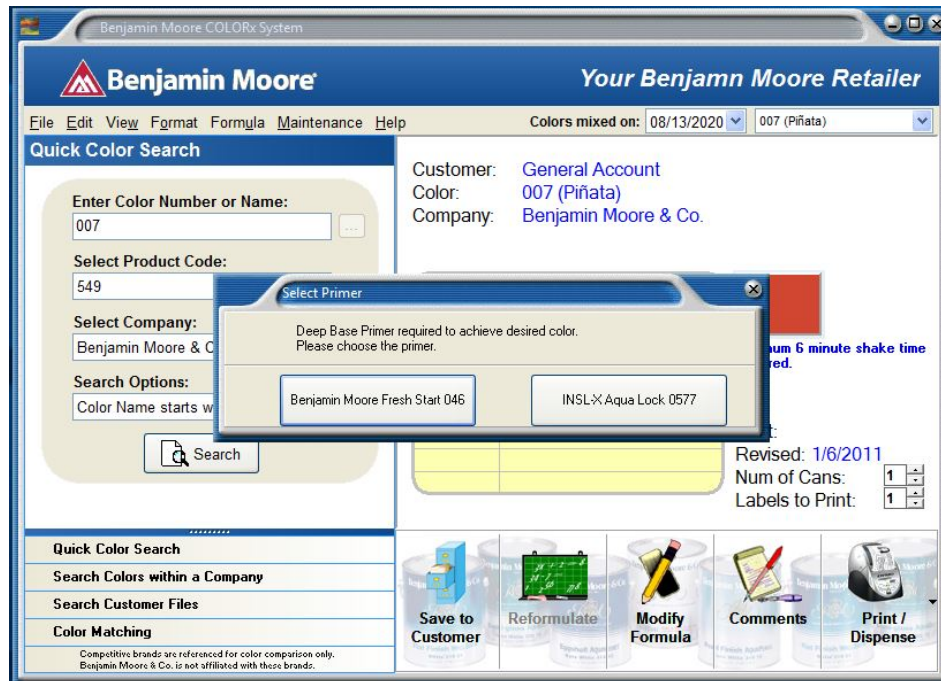 Benjamin Moore COLORx System
Benjamin Moore
Your Benjamn Moore Retailer
File Edit View Format Formula Maintenance Help
Colors mixed on: 08/13/2020 007 (Piñata)
Quick Color Search
Customer: General Account
Color: 007 (Piñata)
Company: Benjamin Moore & Co.
Enter Color Number or Name:
007
...
Select Product Code:
549
Select Company:
Benjamin Moore & C
Search Options:
Color Name starts w
Search
Select Primer
Deep Base Primer required to achieve desired color.
Please choose the primer.
Benjamin Moore Fresh Start 046
INSL-X Aqua Lock 0577
6 minute shake time
Revised: 1/6/2011
Num of Cans: 1
Labels to Print: 1
Quick Color Search
Search Colors within a Company
Search Customer Files
Color Matching
Competitive brands are referenced for color comparison only.
Benjamin Moore & Co. is not affiliated with these brands.
Save to
Customer
Reformulate
Modify
Formula
Comments
Print /
Dispense